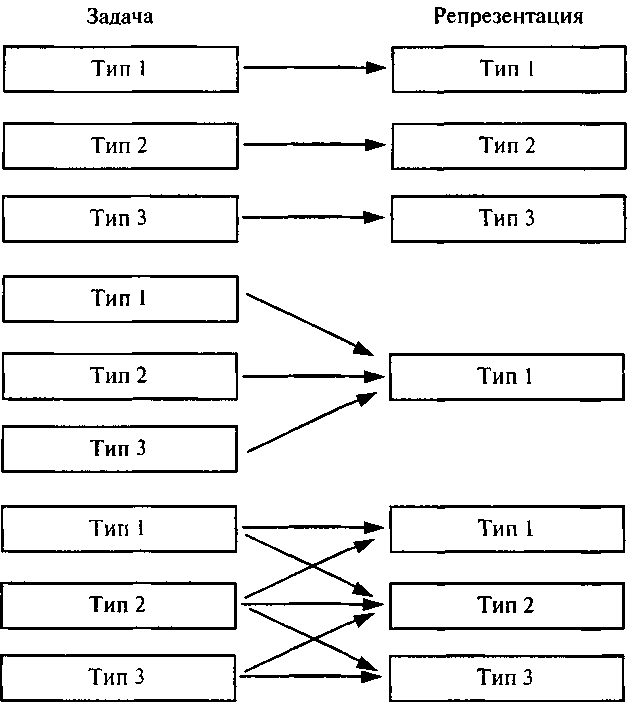 Задача Репрезентация
Тип 1 Тип 1
Тип 2 Тип 2
Тип 3 Тип 3
Тип 1
Тип 2 Тип 1
Тип 3
Тип 1 Тип 1
Тип 2 Тип 2
Тип 3 Тип 3